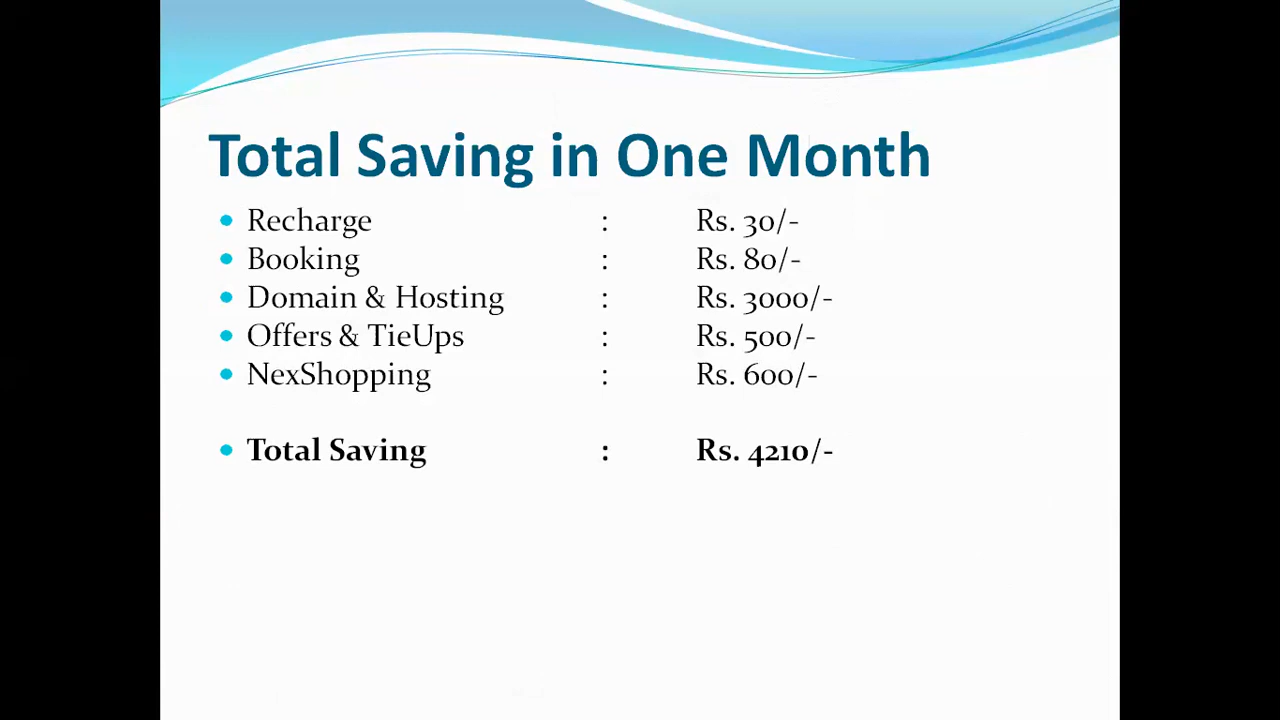 Total Saving in One Month
Recharge : Rs. 30/-
Booking : Rs. 80/-
Domain & Hosting : Rs. 3000/-
Offers & TieUps : Rs. 500/-
NexShopping : Rs. 600/-
Total Saving : Rs. 4210/-